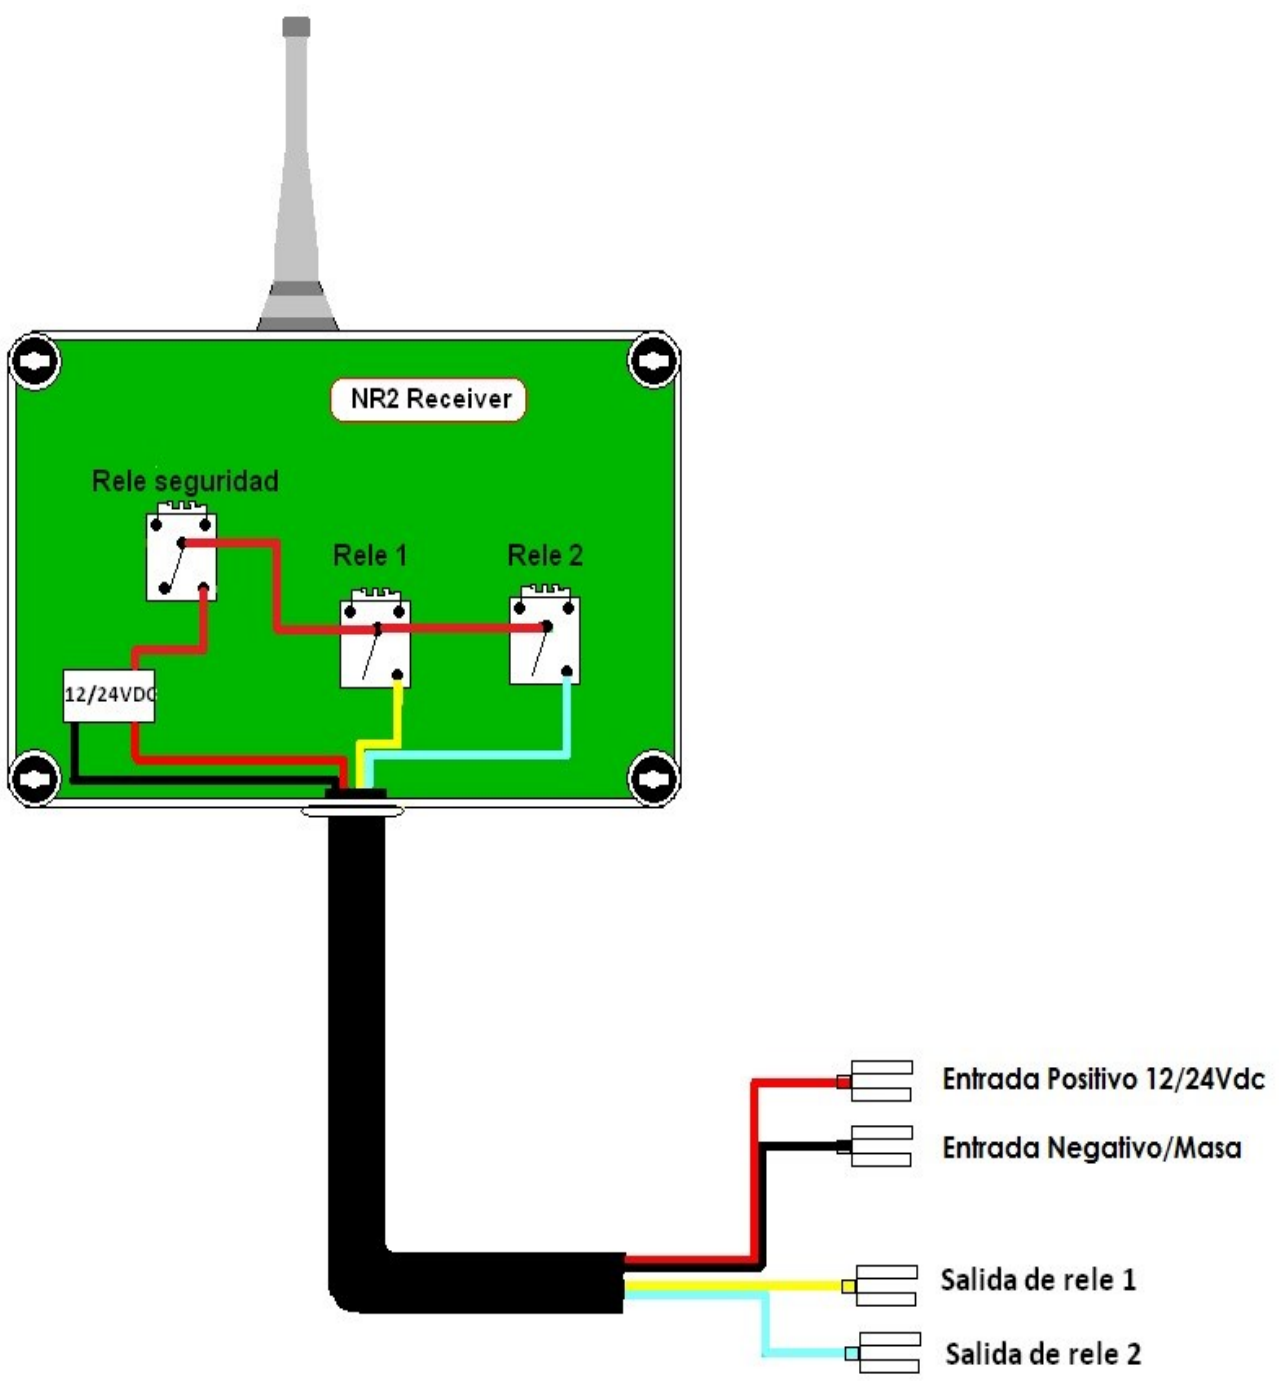 NR2 Receiver
Rele seguridad
Rele 1
Rele 2
12/24VDC
Entrada Positivo 12/24Vdc
Entrada Negativo/Masa
Salida de rele 1
Salida de rele 2